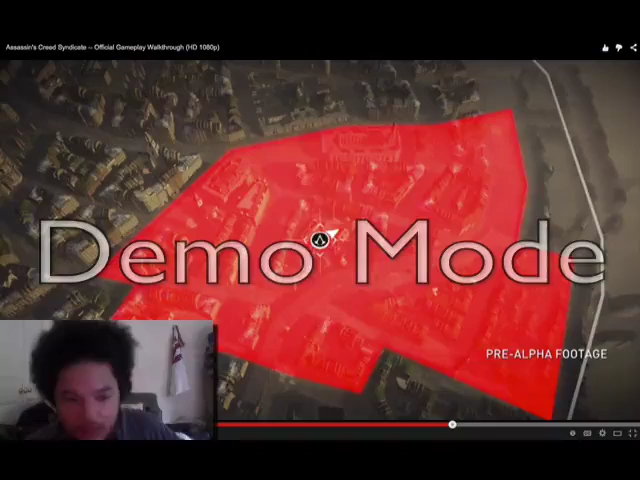 Assassin's Creed Syndicate -- Official Gameplay Walkthrough (HD 1080p)
Demo Mode
PRE-ALPHA FOOTAGE